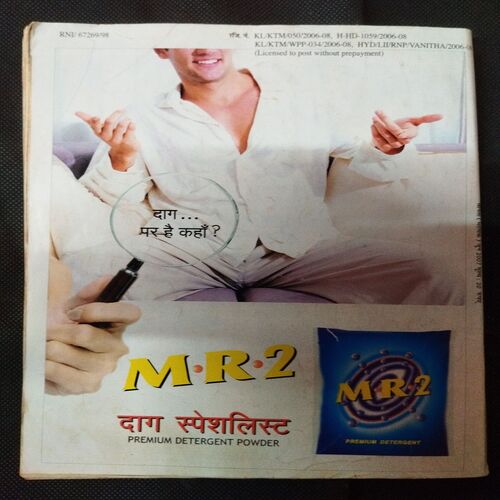 RNI/ 67269/98
रजि. नं. KL/KTM/050/2006-08, H-HD-1059/2006-08
KL/KTM/WPP-034/2006-08, HYD/LII/RNP/VANITHA/2006-0
(Licensed to post without prepayment)
दाग ...
पर है कहाँ ?
M·R·2
दाग स्पेशलिस्ट
PREMIUM DETERGENT POWDER
M·R·2
PREMIUM DETERGENT